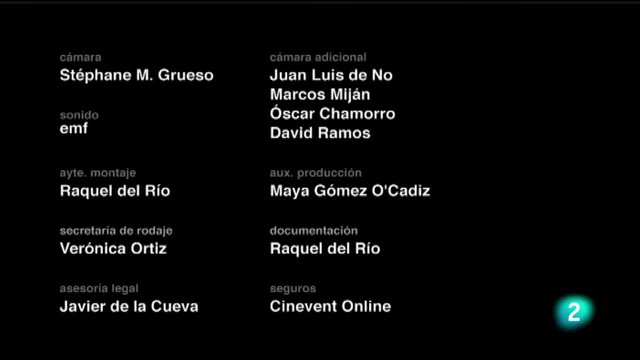 cámara
Stéphane M. Grueso
sonido
emf
ayte. montaje
Raquel del Río
secretaria de rodaje
Verónica Ortiz
asesoría legal
Javier de la Cueva
cámara adicional
Juan Luis de No
Marcos Miján
Óscar Chamorro
David Ramos
aux. producción
Maya Gómez O'Cadiz
documentación
Raquel del Río
seguros
Cinevent Online
2